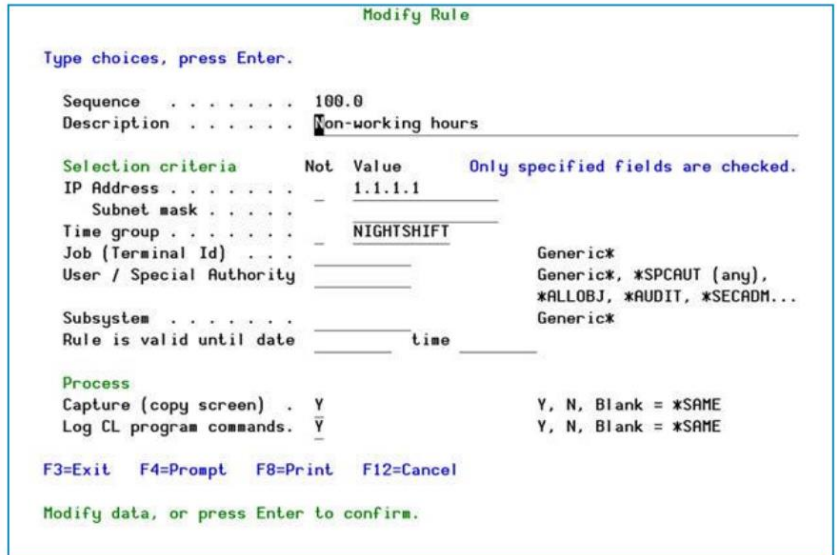 Modify Rule
Type choices, press Enter.
Sequence . . . . . . . 100.0
Description . . . . . . Non-working hours
Selection criteria Not Value Only specified fields are checked.
IP Address . . . . . . . _ 1.1.1.1
Subnet mask . . . . .
Time group . . . . . . . _ NIGHTSHIFT
Job (Terminal Id) . . . Generic*
User / Special Authority Generic*, *SPCAUT (any),
*ALLOBJ, *AUDIT, *SECADM...
Subsystem . . . . . . . Generic*
Rule is valid until date time
Process
Capture (copy screen) . Y Y, N, Blank = *SAME
Log CL program commands. Y Y, N, Blank = *SAME
F3=Exit F4=Prompt F8=Print F12=Cancel
Modify data, or press Enter to confirm.